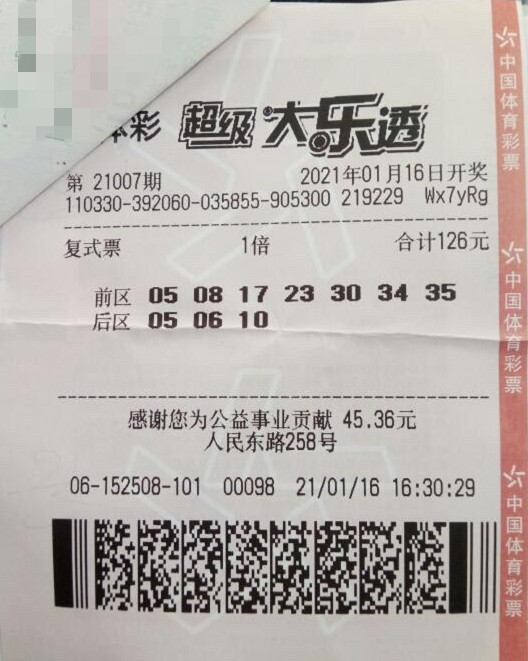 体彩 超级大乐透
第 21007期 2021年01月16日开奖
110330-392060-035855-905300 219229 Wx7yRg
复式票 1倍 合计126元
前区 05 08 17 23 30 34 35
后区 05 06 10
感谢您为公益事业贡献 45.36元
人民东路258号
06-152508-101 00098 21/01/16 16:30:29
中国体育彩票
中国体育彩票
中国体育彩票